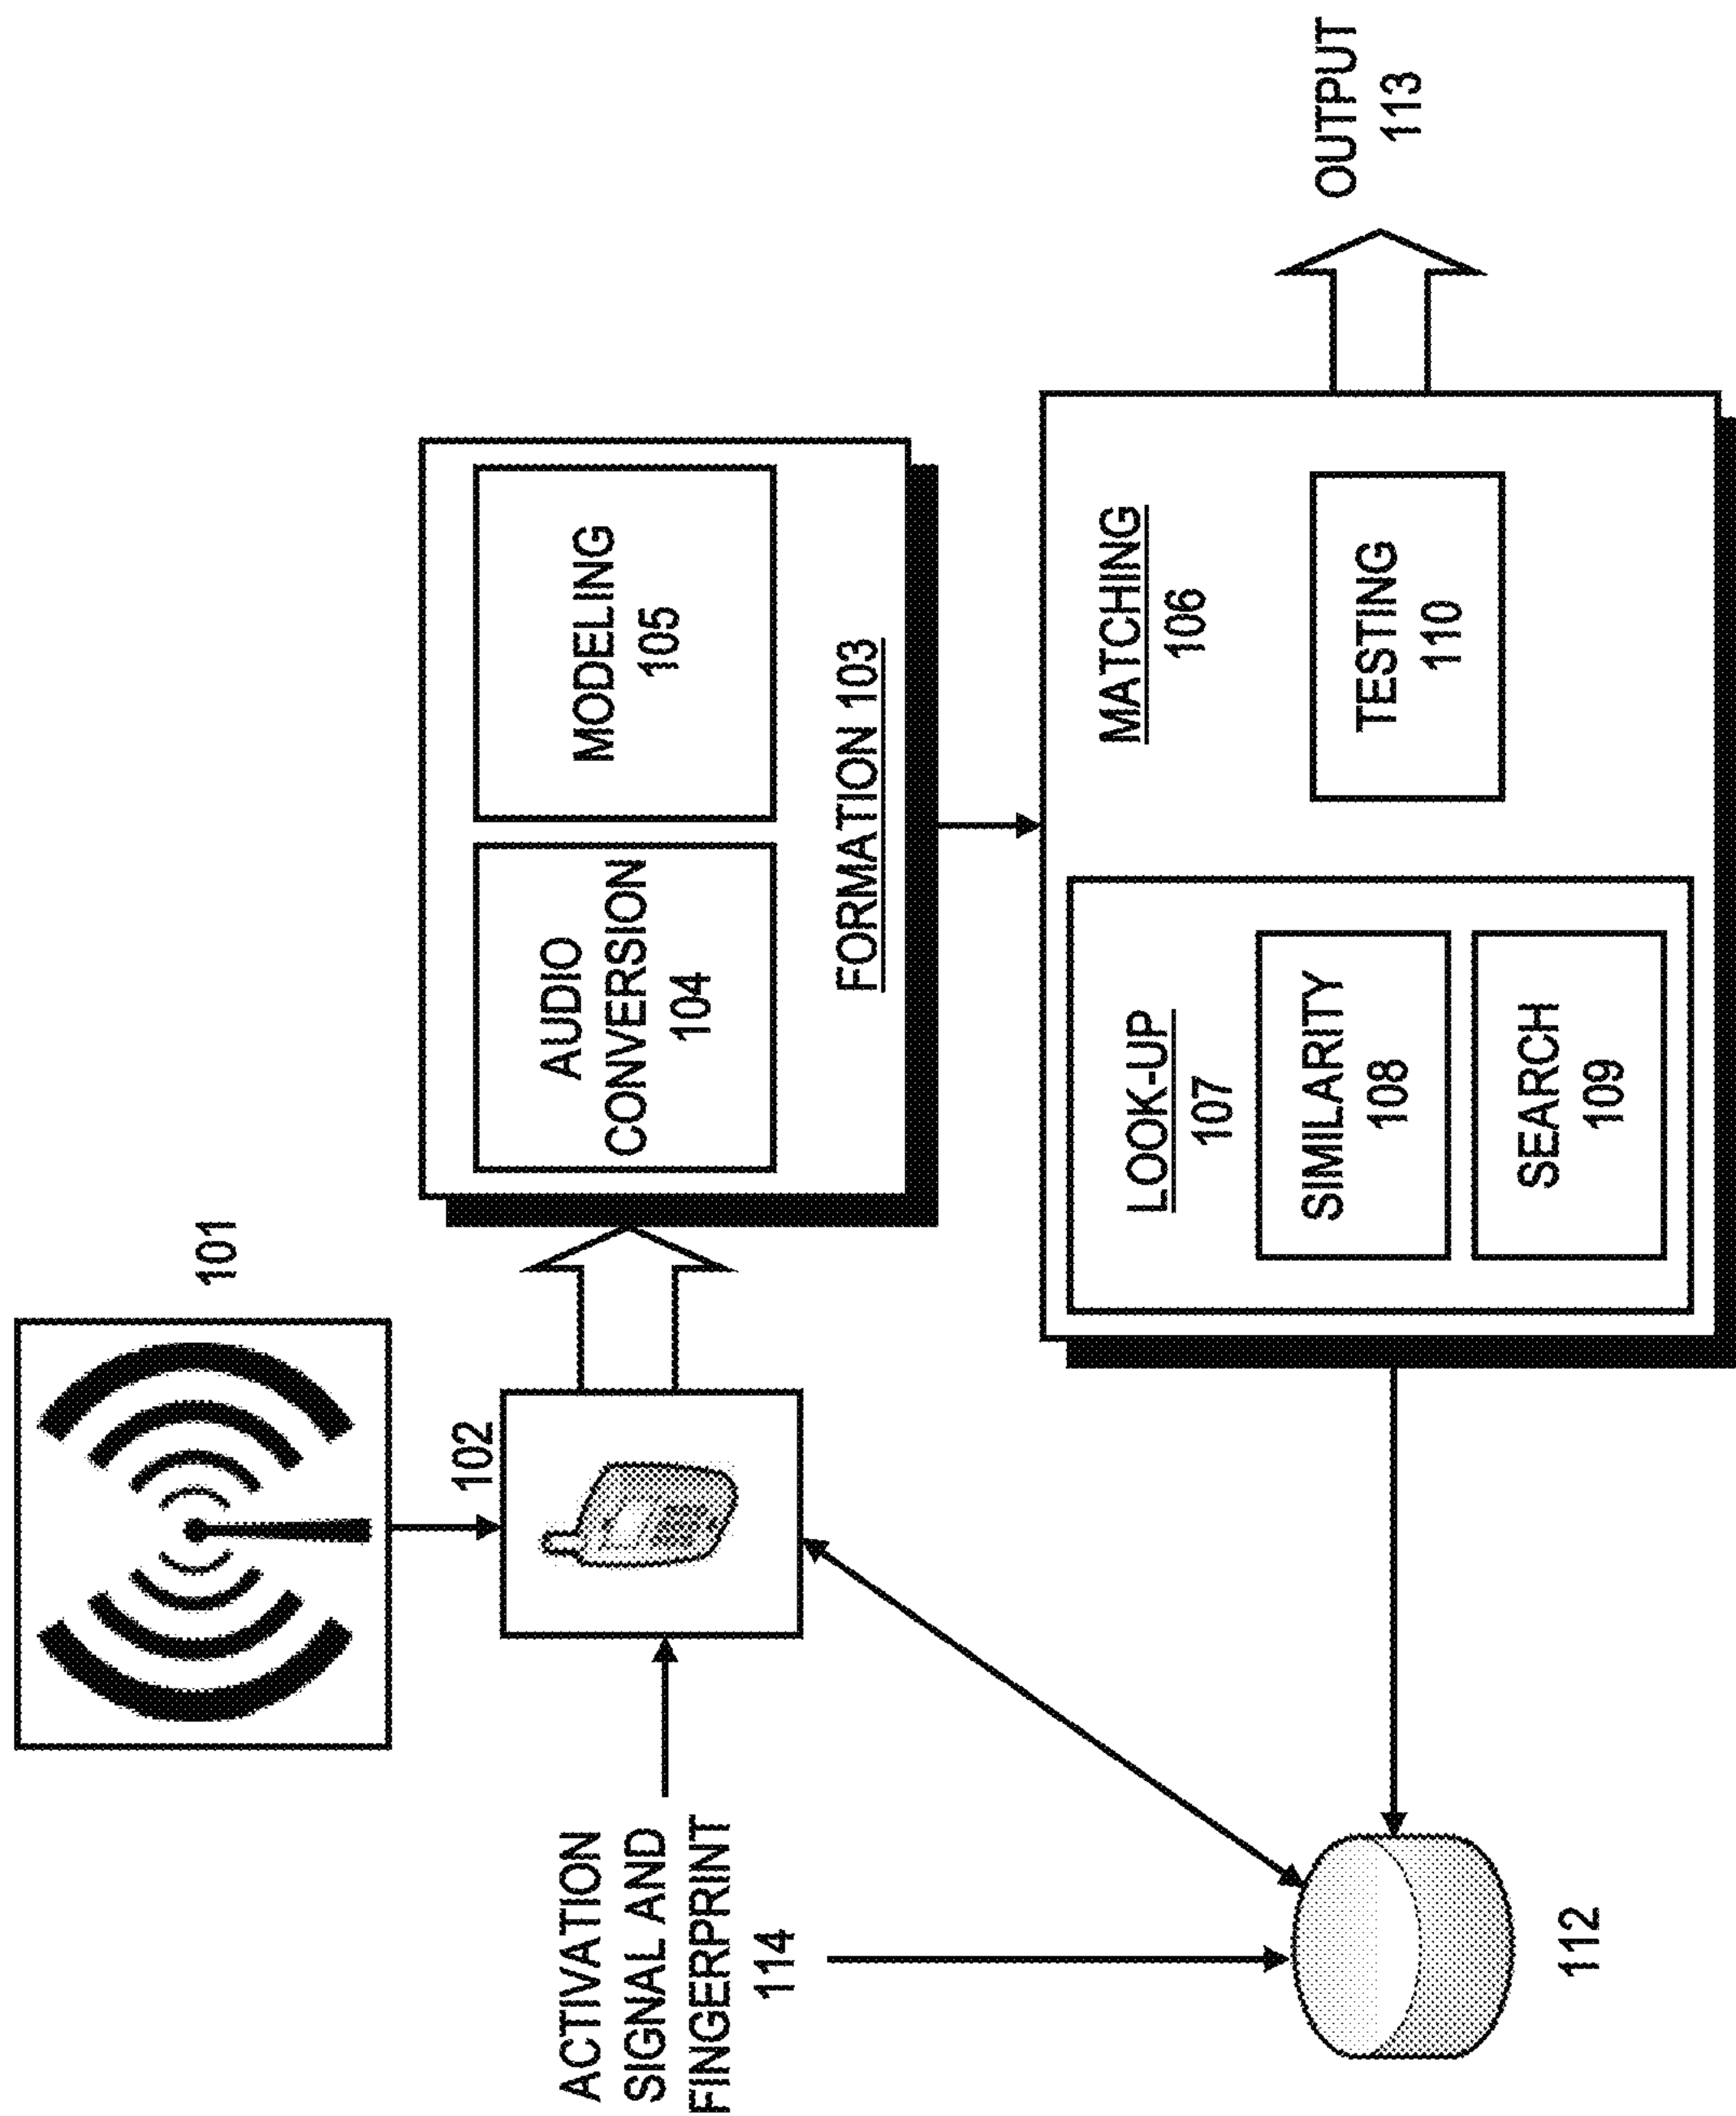 101
102
AUDIO
CONVERSION
104
MODELING
105
FORMATION 103
ACTIVATION
SIGNAL AND
FINGERPRINT
114
LOOK-UP
107
SIMILARITY
108
SEARCH
109
MATCHING
106
TESTING
110
OUTPUT
113
112